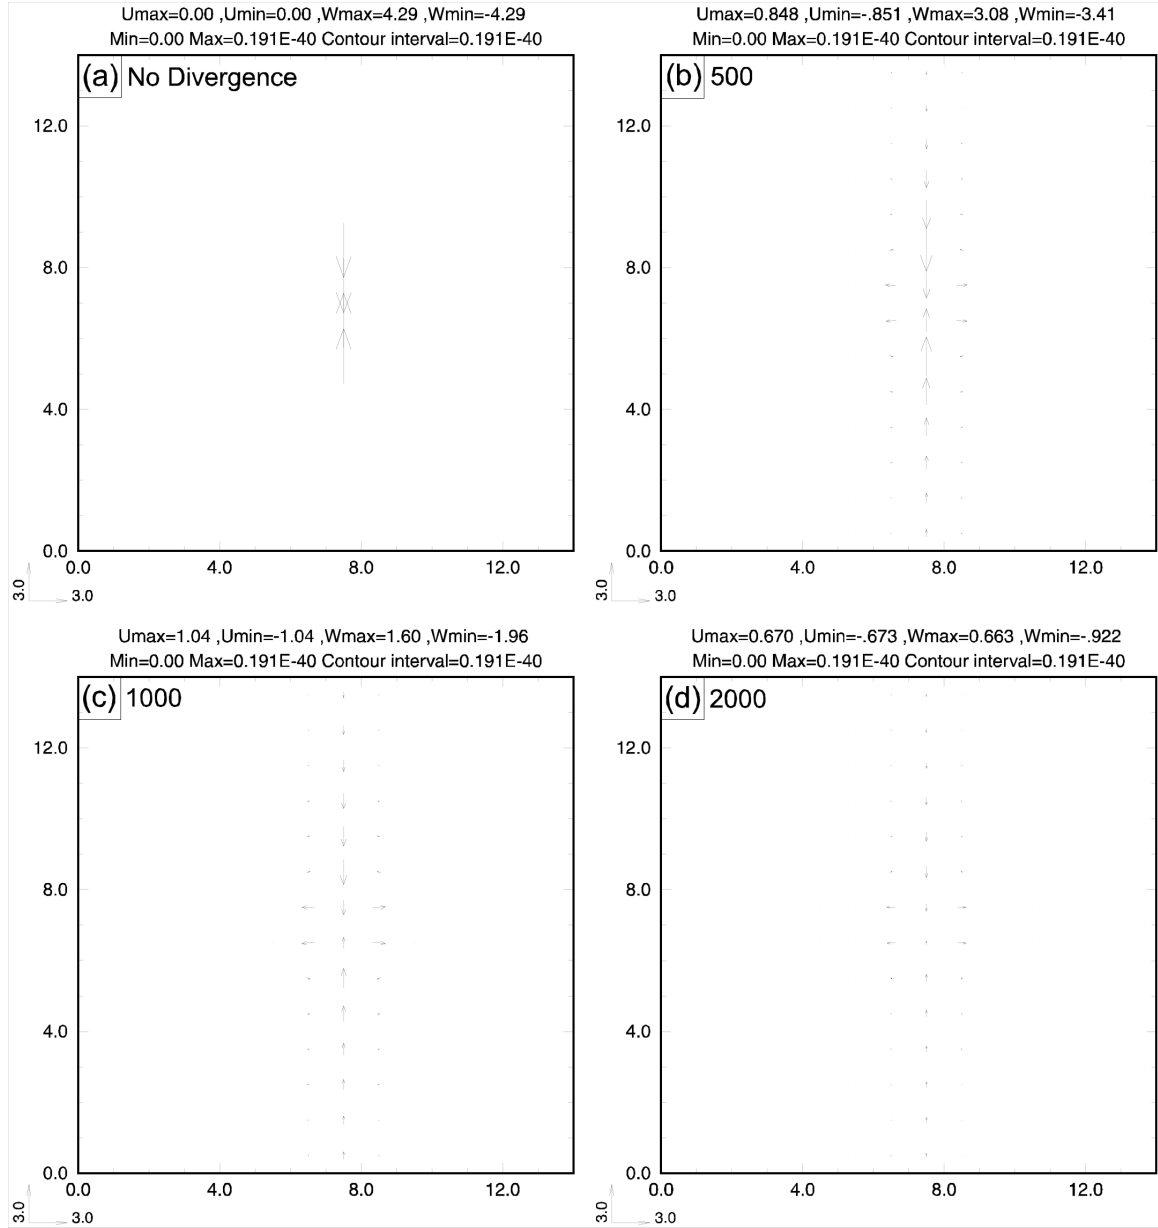 Umax=0.00 ,Umin=0.00 ,Wmax=4.29 ,Wmin=-4.29
Min=0.00 Max=0.191E-40 Contour interval=0.191E-40
(a) No Divergence
12.0
8.0
4.0
0.0
0.0 4.0 8.0 12.0
3.0
3.0
Umax=0.848 ,Umin=-.851 ,Wmax=3.08 ,Wmin=-3.41
Min=0.00 Max=0.191E-40 Contour interval=0.191E-40
(b) 500
12.0
8.0
4.0
0.0
0.0 4.0 8.0 12.0
3.0
3.0
Umax=1.04 ,Umin=-1.04 ,Wmax=1.60 ,Wmin=-1.96
Min=0.00 Max=0.191E-40 Contour interval=0.191E-40
(c) 1000
12.0
8.0
4.0
0.0
0.0 4.0 8.0 12.0
3.0
3.0
Umax=0.670 ,Umin=-.673 ,Wmax=0.663 ,Wmin=-.922
Min=0.00 Max=0.191E-40 Contour interval=0.191E-40
(d) 2000
12.0
8.0
4.0
0.0
0.0 4.0 8.0 12.0
3.0
3.0